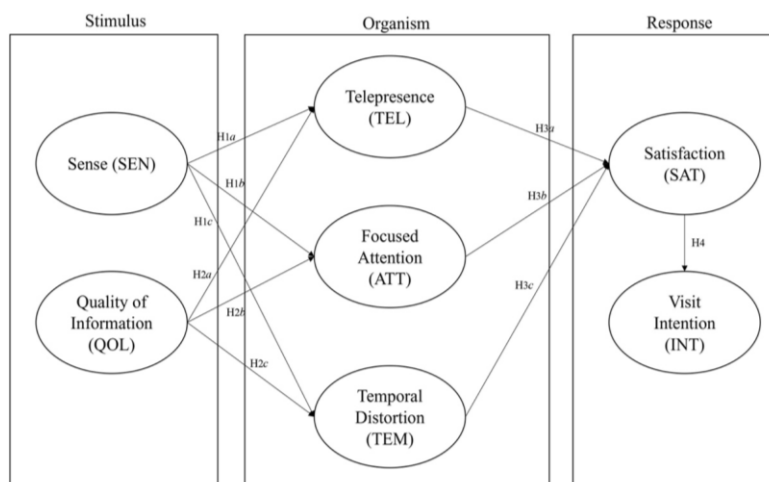 Stimulus
Organism
Response
Sense (SEN)
Quality of
Information
(QOL)
H1a
H1b
H1c
H2a
H2b
H2c
Telepresence
(TEL)
Focused
Attention
(ATT)
Temporal
Distortion
(TEM)
H3a
H3b
H3c
Satisfaction
(SAT)
H4
Visit
Intention
(INT)